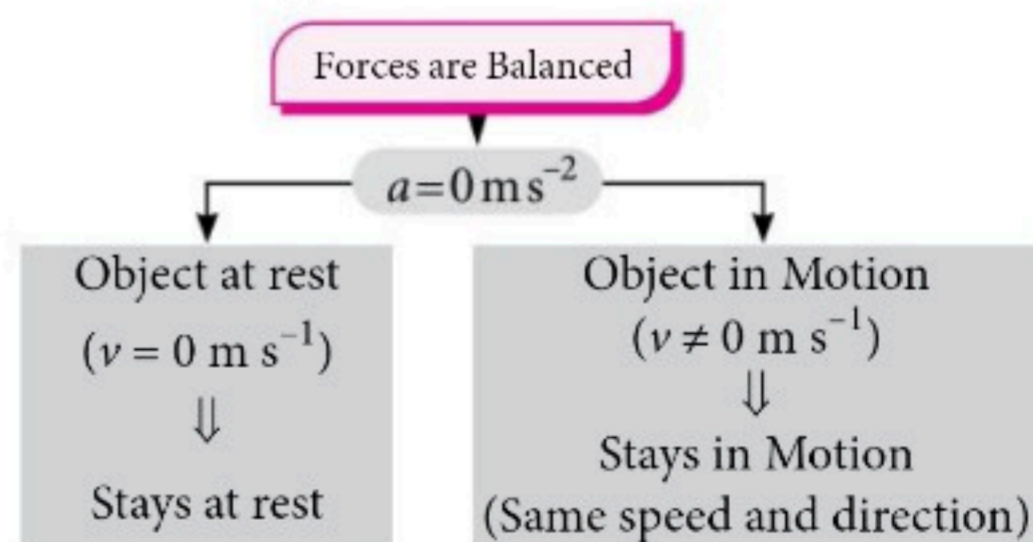 Forces are Balanced
a=0 m s⁻²
Object at rest
(v = 0 m s⁻¹)
⇓
Stays at rest
Object in Motion
(v ≠ 0 m s⁻¹)
⇓
Stays in Motion
(Same speed and direction)